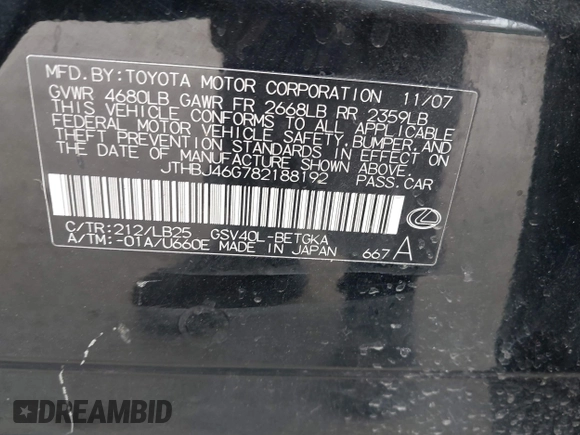 MFD. BY: TOYOTA MOTOR CORPORATION 11/07
GVWR 4680LB GAWR FR 2668LB RR 2359LB
THIS VEHICLE CONFORMS TO ALL APPLICABLE
FEDERAL MOTOR VEHICLE SAFETY, BUMPER, AND
THEFT PREVENTION STANDARDS IN EFFECT ON
THE DATE OF MANUFACTURE SHOWN ABOVE.
JTHBJ46G782188192 PASS. CAR
C/TR: 212/LB25 GSV40L-BETGKA
A/TM: -01A/U660E MADE IN JAPAN 667 A
DREAMBID